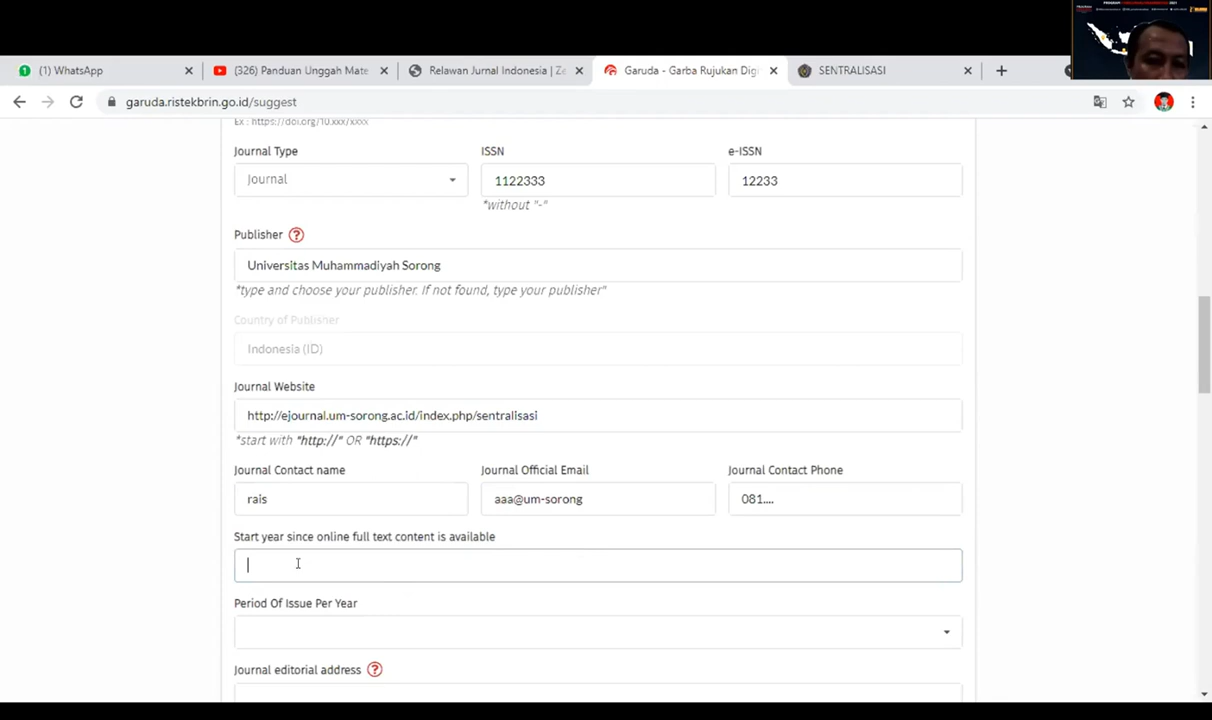 (1) WhatsApp
(326) Panduan Unggah Mate
Relawan Jurnal Indonesia | Ze
Garuda - Garba Rujukan Digi
SENTRALISASI
garuda.ristekbrin.go.id/suggest
Ex : https://doi.org/10.xxx/xxxx
Journal Type
ISSN
e-ISSN
Journal
1122333
12233
*without "-"
Publisher ?
Universitas Muhammadiyah Sorong
*type and choose your publisher. If not found, type your publisher"
Country of Publisher
Indonesia (ID)
Journal Website
http://ejournal.um-sorong.ac.id/index.php/sentralisasi
*start with "http://" OR "https://"
Journal Contact name
Journal Official Email
Journal Contact Phone
rais
aaa@um-sorong
081....
Start year since online full text content is available
Period Of Issue Per Year
Journal editorial address ?